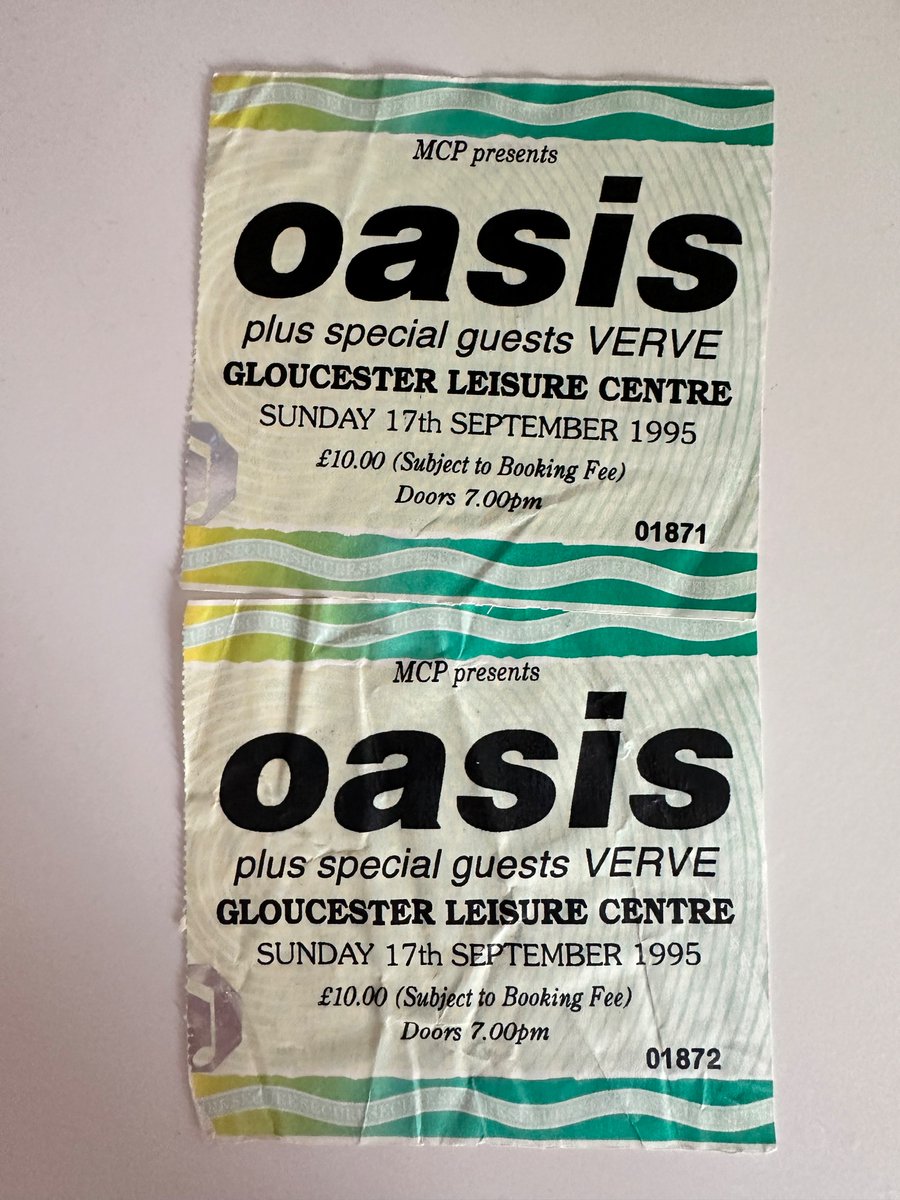 MCP presents
oasis
plus special guests VERVE
GLOUCESTER LEISURE CENTRE
SUNDAY 17th SEPTEMBER 1995
£10.00 (Subject to Booking Fee)
Doors 7.00pm
01871
MCP presents
oasis
plus special guests VERVE
GLOUCESTER LEISURE CENTRE
SUNDAY 17th SEPTEMBER 1995
£10.00 (Subject to Booking Fee)
Doors 7.00pm
01872